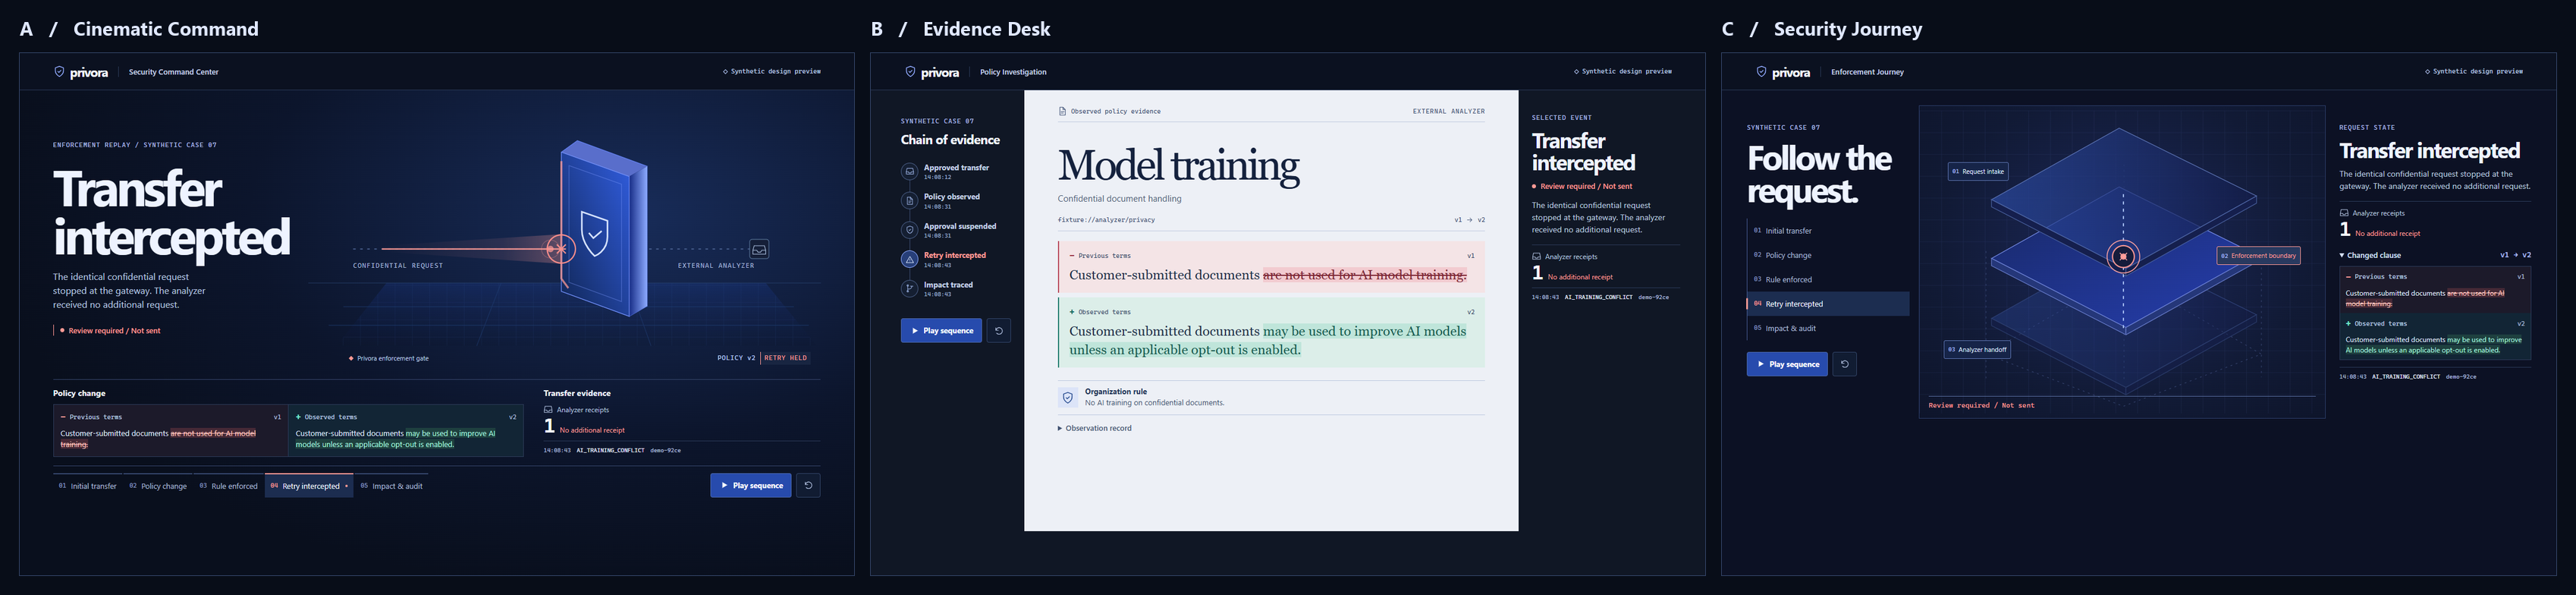 A / Cinematic Command
privora
Security Command Center
Synthetic design preview
ENFORCEMENT REPLAY / SYNTHETIC CASE 07
Transfer
intercepted
The identical confidential request
stopped at the gateway. The analyzer
received no additional request.
Review required / Not sent
CONFIDENTIAL REQUEST
EXTERNAL ANALYZER
Privora enforcement gate
POLICY v2 RETRY HELD
Policy change
Previous terms v1
Customer-submitted documents are not used for AI model
training.
Observed terms v2
Customer-submitted documents may be used to improve AI
models unless an applicable opt-out is enabled.
Transfer evidence
Analyzer receipts
1 No additional receipt
14:08:43 AI_TRAINING_CONFLICT demo-92ce
01 Initial transfer
02 Policy change
03 Rule enforced
04 Retry intercepted
05 Impact & audit
Play sequence
B / Evidence Desk
privora
Policy Investigation
Synthetic design preview
SYNTHETIC CASE 07
Chain of evidence
Approved transfer
14:08:12
Policy observed
14:08:31
Approval suspended
14:08:31
Retry intercepted
14:08:43
Impact traced
14:08:43
Play sequence
Observed policy evidence
EXTERNAL ANALYZER
Model training
Confidential document handling
fixture://analyzer/privacy
v1 → v2
Previous terms v1
Customer-submitted documents are not used for AI model training.
Observed terms v2
Customer-submitted documents may be used to improve AI models
unless an applicable opt-out is enabled.
Organization rule
No AI training on confidential documents.
Observation record
SELECTED EVENT
Transfer
intercepted
Review required / Not sent
The identical confidential request
stopped at the gateway. The analyzer
received no additional request.
Analyzer receipts
1 No additional receipt
14:08:43 AI_TRAINING_CONFLICT demo-92ce
C / Security Journey
privora
Enforcement Journey
Synthetic design preview
SYNTHETIC CASE 07
Follow the
request.
01 Initial transfer
02 Policy change
03 Rule enforced
04 Retry intercepted
05 Impact & audit
Play sequence
01 Request intake
02 Enforcement boundary
03 Analyzer handoff
Review required / Not sent
REQUEST STATE
Transfer intercepted
The identical confidential request stopped at the
gateway. The analyzer received no additional request.
Analyzer receipts
1 No additional receipt
Changed clause v1 → v2
Previous terms v1
Customer-submitted documents are not used for AI
model training.
Observed terms v2
Customer-submitted documents may be used to improve
AI models unless an applicable opt-out is enabled.
14:08:43 AI_TRAINING_CONFLICT demo-92ce